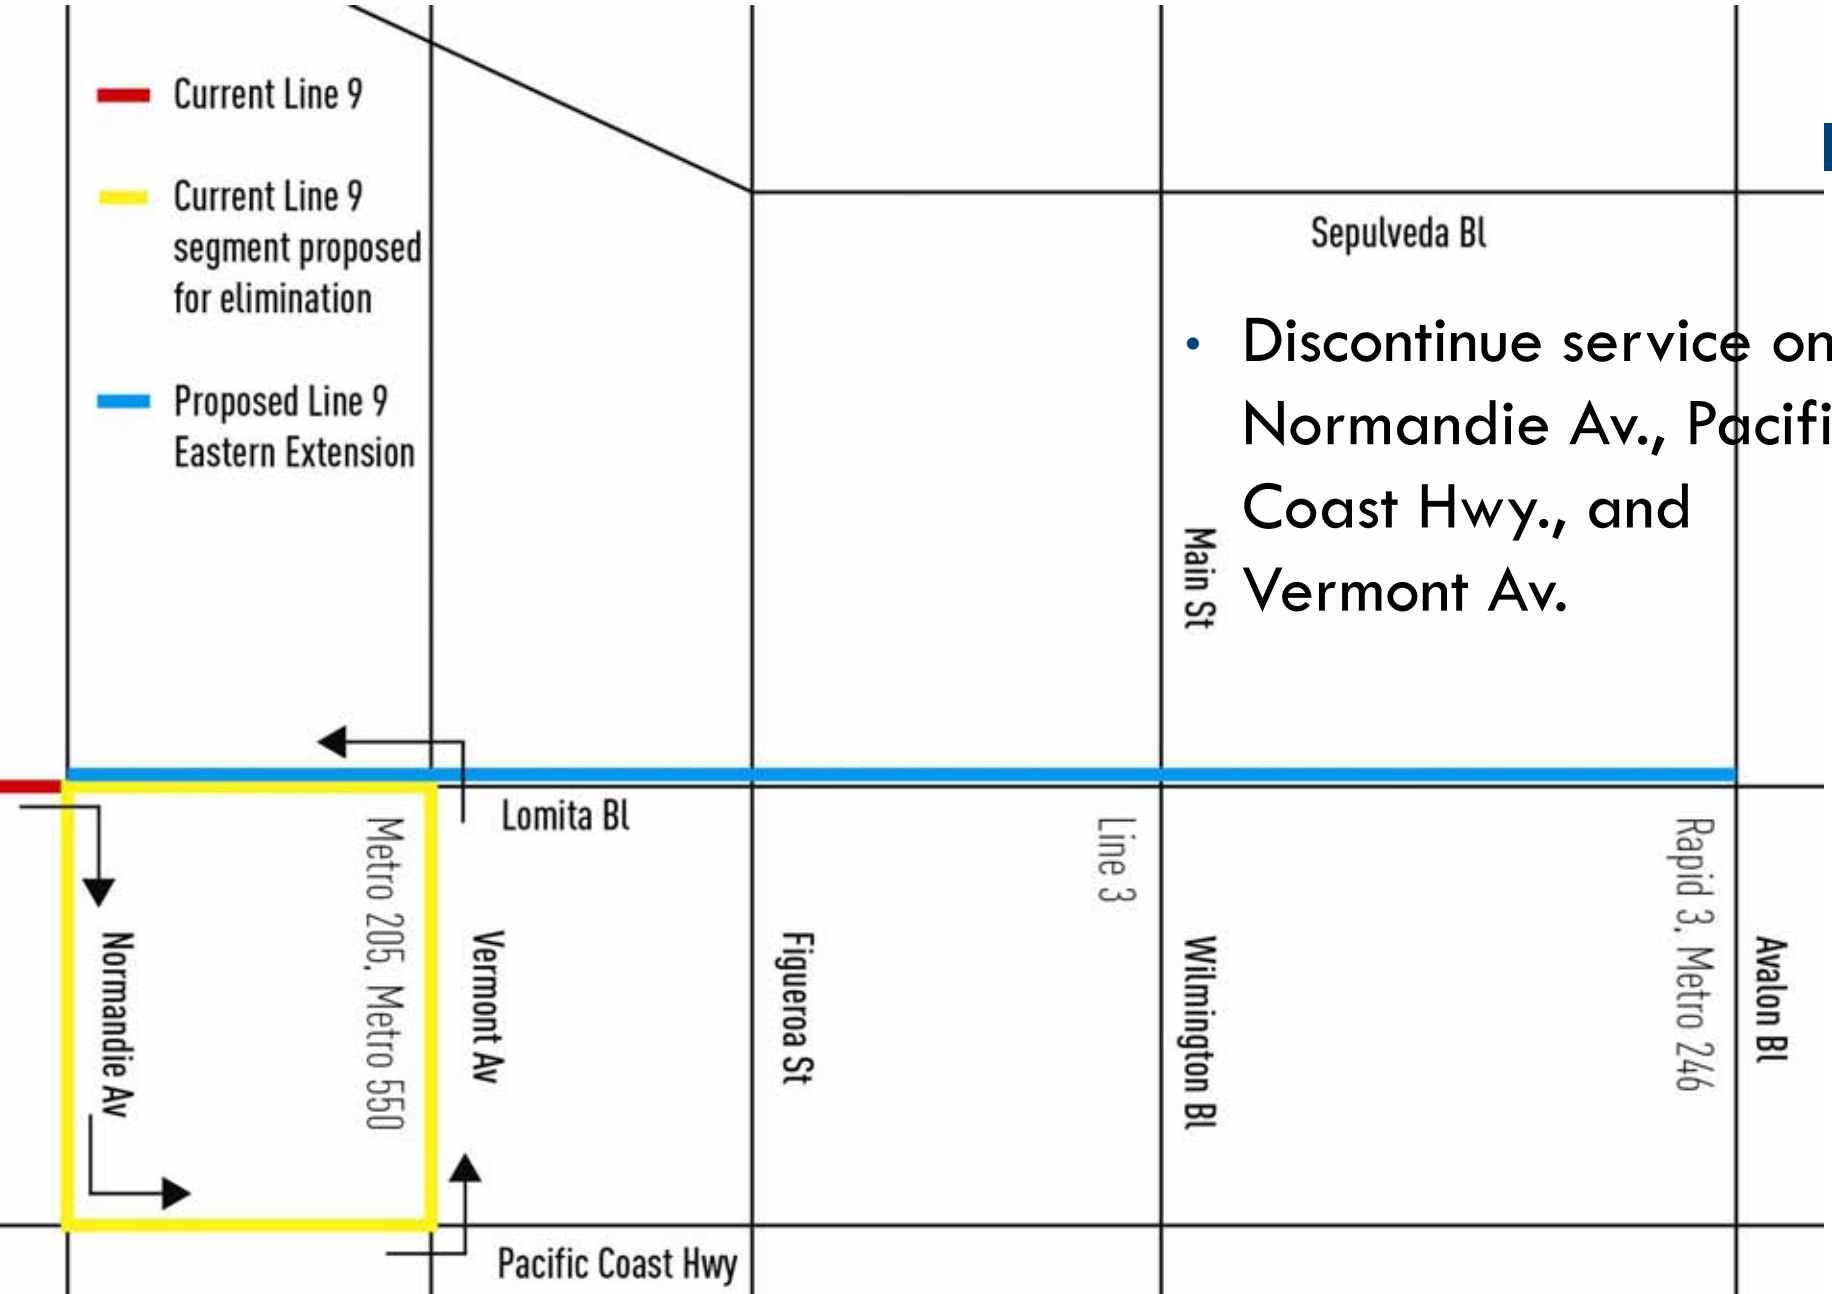 Current Line 9
Current Line 9
segment proposed
for elimination
Proposed Line 9
Eastern Extension
Sepulveda Bl
• Discontinue service on
Normandie Av., Pacifi
Coast Hwy., and
Vermont Av.
Main St
Lomita Bl
Metro 205, Metro 550
Line 3
Rapid 3, Metro 246
Normandie Av
Vermont Av
Figueroa St
Wilmington Bl
Avalon Bl
Pacific Coast Hwy